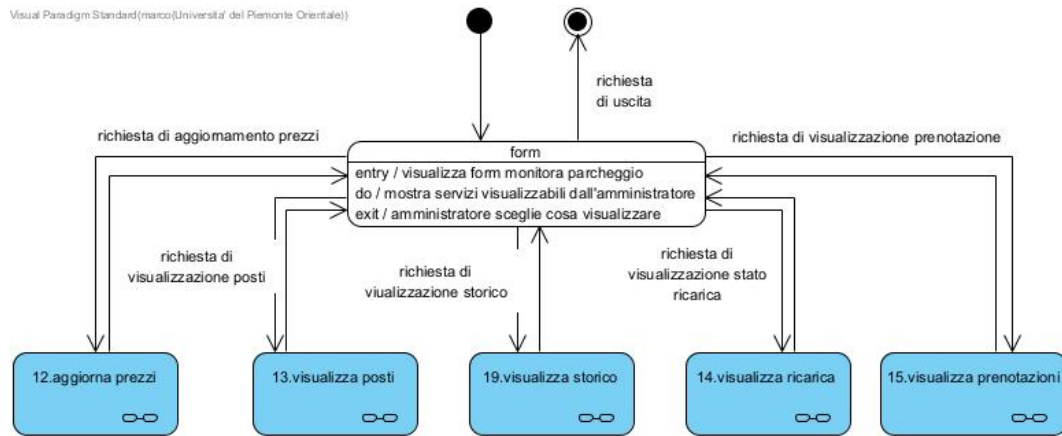 Visual Paradigm Standard(marco(Universita' del Piemonte Orientale))
richiesta
di uscita
richiesta di aggiornamento prezzi
richiesta di visualizzazione prenotazione
form
entry / visualizza form monitora parcheggio
do / mostra servizi visualizzabili dall'amministratore
exit / amministratore sceglie cosa visualizzare
richiesta di
visualizzazione posti
richiesta di
viualizzazione storico
richiesta di
visualizzazione stato
ricarica
12.aggiorna prezzi
13.visualizza posti
19.visualizza storico
14.visualizza ricarica
15.visualizza prenotazioni